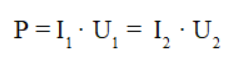 P = I₁ · U₁ = I₂ · U₂